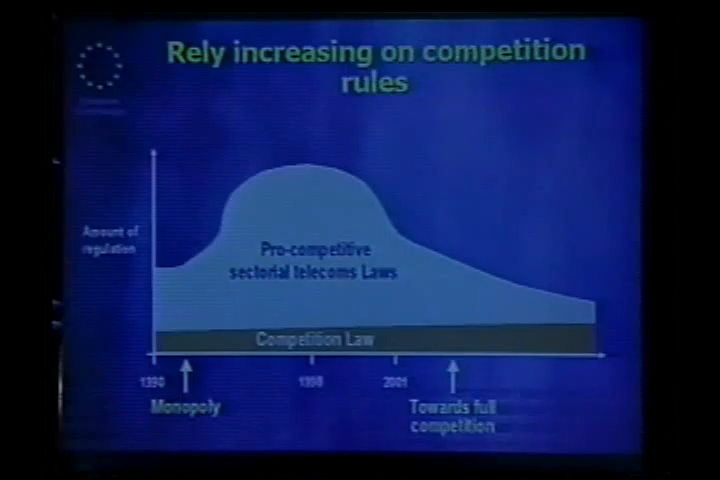 Rely increasing on competition
rules
Amount of
regulation
Pro-competitive
sectorial telecoms Laws
Competition Law
1990
1998
2001
Monopoly
Towards full
competition